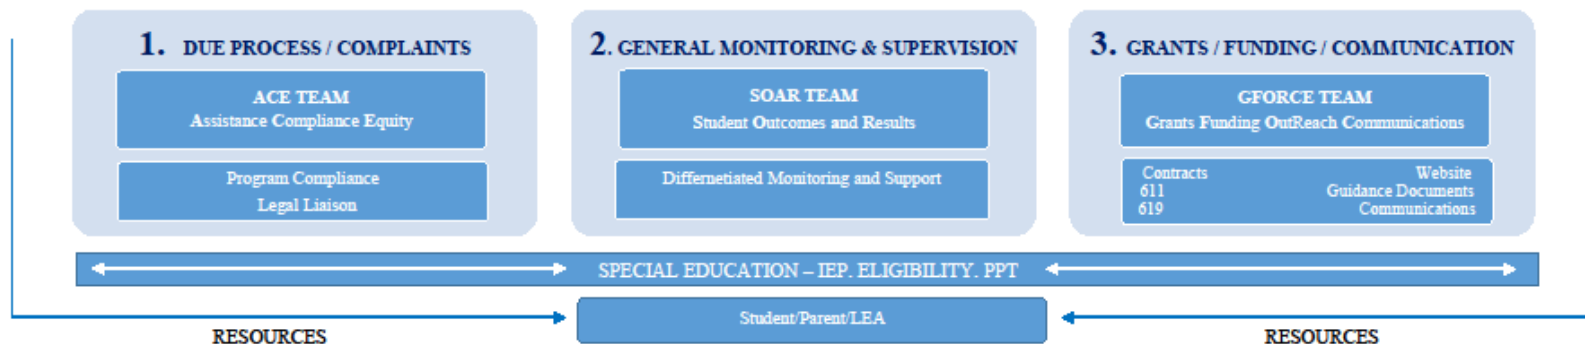 1. DUE PROCESS / COMPLAINTS
ACE TEAM
Assistance Compliance Equity
Program Compliance
Legal Liaison
2. GENERAL MONITORING & SUPERVISION
SOAR TEAM
Student Outcomes and Results
Differnetiated Monitoring and Support
3. GRANTS / FUNDING / COMMUNICATION
GFORCE TEAM
Grants Funding OutReach Communications
Contracts Website
611 Guidance Documents
619 Communications
SPECIAL EDUCATION – IEP. ELIGIBILITY. PPT
Student/Parent/LEA
RESOURCES
RESOURCES